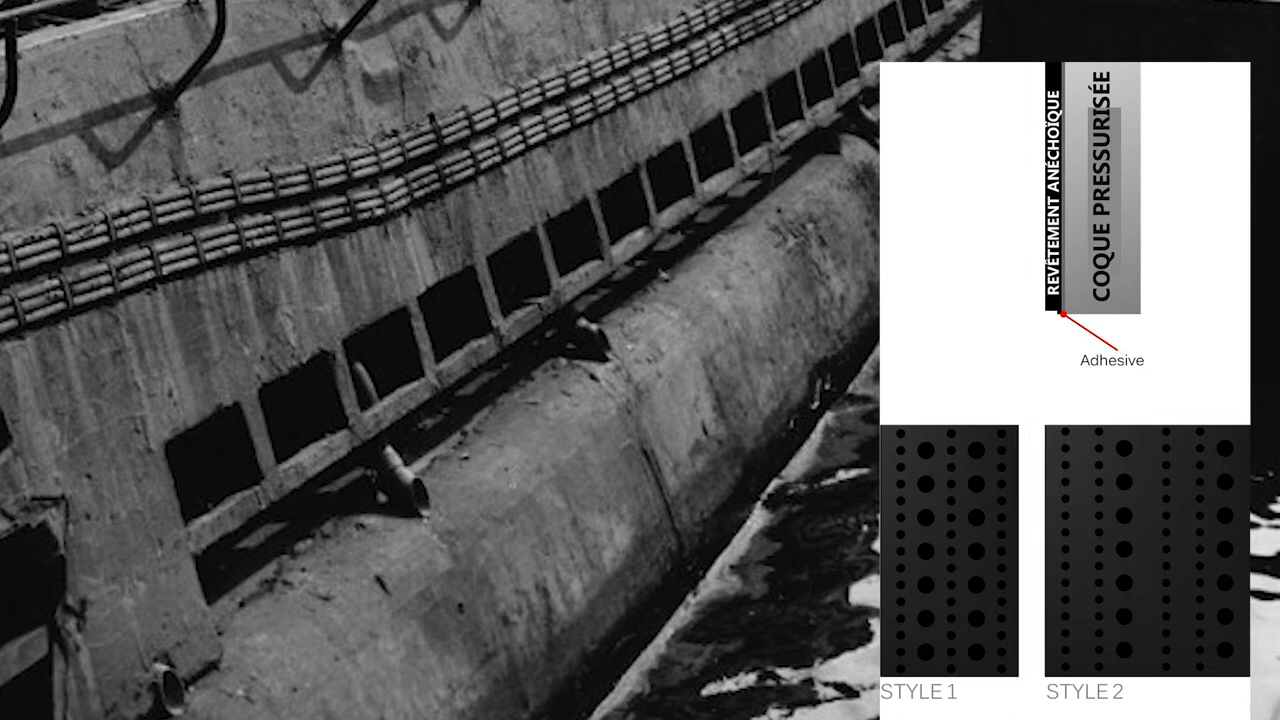 REVÊTEMENT ANÉCHOÏQUE
COQUE PRESSURISÉE
Adhesive
STYLE 1
STYLE 2